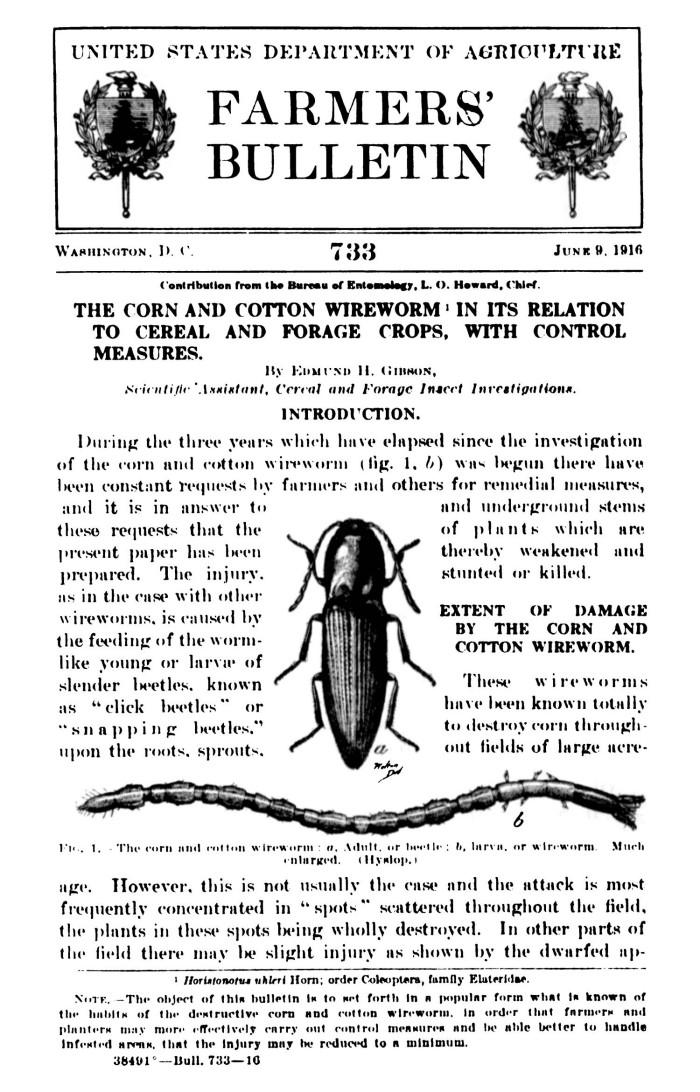 UNITED STATES DEPARTMENT OF AGRICULTURE
FARMERS'
BULLETIN
WASHINGTON, D. C. 733 JUNE 9, 1916
Contribution from the Bureau of Entomology, L. O. Howard, Chief.
THE CORN AND COTTON WIREWORM ¹ IN ITS RELATION
TO CEREAL AND FORAGE CROPS, WITH CONTROL
MEASURES.
By EDMUND H. GIBSON,
Scientific Assistant, Cereal and Forage Insect Investigations.
INTRODUCTION.
During the three years which have elapsed since the investigation
of the corn and cotton wireworm (fig. 1, b) was begun there have
been constant requests by farmers and others for remedial measures,
and it is in answer to
these requests that the
present paper has been
prepared. The injury,
as in the case with other
wireworms, is caused by
the feeding of the worm-
like young or larvæ of
slender beetles, known
as "click beetles" or
"snapping beetles,"
upon the roots, sprouts,
and underground stems
of plants which are
thereby weakened and
stunted or killed.
EXTENT OF DAMAGE
BY THE CORN AND
COTTON WIREWORM.
These wireworms
have been known totally
to destroy corn through-
out fields of large acre-
a
b
FIG. 1.—The corn and cotton wireworm: a, Adult, or beetle; b, larva, or wireworm. Much
enlarged. (Hyslop.)
age. However, this is not usually the case and the attack is most
frequently concentrated in "spots" scattered throughout the field,
the plants in these spots being wholly destroyed. In other parts of
the field there may be slight injury as shown by the dwarfed ap-
¹ Horistonotus uhleri Horn; order Coleoptera, family Elateridae.
NOTE.—The object of this bulletin is to set forth in a popular form what is known of
the habits of the destructive corn and cotton wireworm, in order that farmers and
planters may more effectively carry out control measures and be able better to handle
infested areas, that the injury may be reduced to a minimum.
38491°—Bull. 733—16